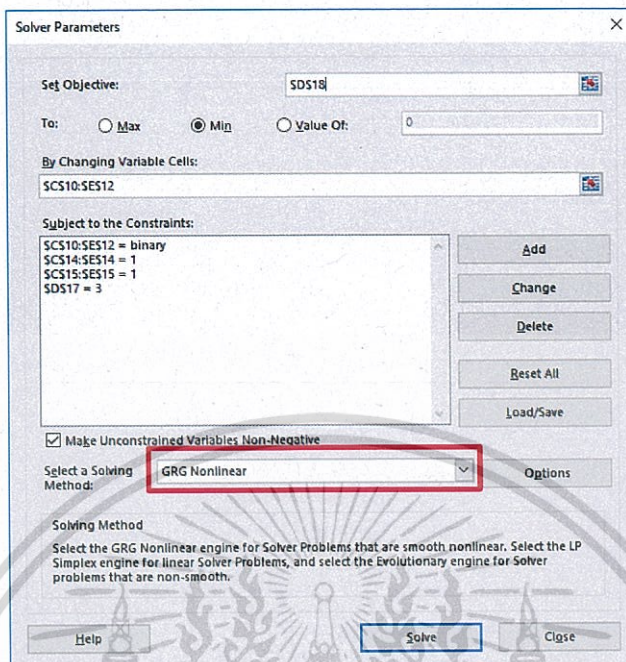 Solver Parameters
Set Objective: $D$18
To: Max Min Value Of: 0
By Changing Variable Cells:
$C$10:$E$12
Subject to the Constraints:
$C$10:$E$12 = binary
$C$14:$E$14 = 1
$C$15:$E$15 = 1
$D$17 = 3
Add
Change
Delete
Reset All
Load/Save
Make Unconstrained Variables Non-Negative
Select a Solving Method: GRG Nonlinear Options
Solving Method
Select the GRG Nonlinear engine for Solver Problems that are smooth nonlinear. Select the LP
Simplex engine for linear Solver Problems, and select the Evolutionary engine for Solver
problems that are non-smooth.
Help Solve Close